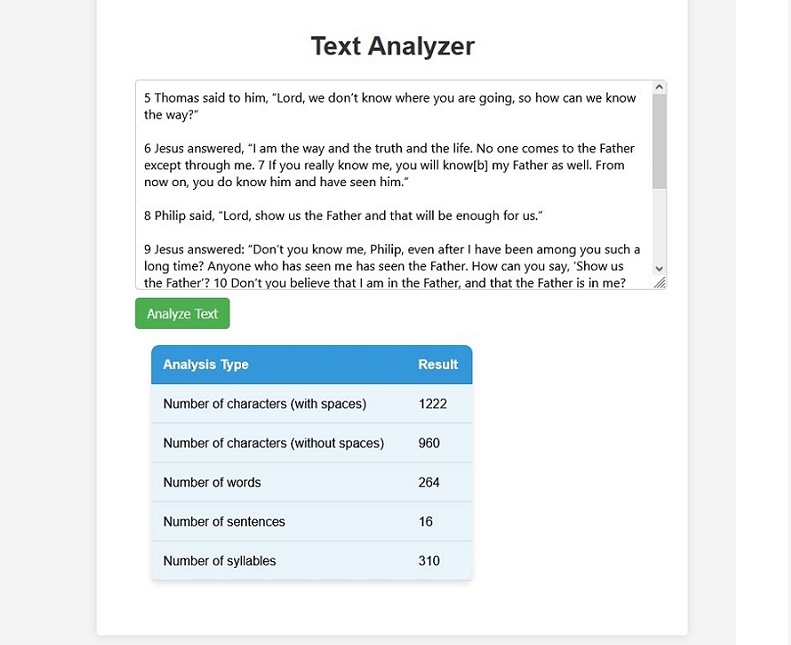 Text Analyzer
5 Thomas said to him, “Lord, we don’t know where you are going, so how can we know
the way?”
6 Jesus answered, “I am the way and the truth and the life. No one comes to the Father
except through me. 7 If you really know me, you will know[b] my Father as well. From
now on, you do know him and have seen him.”
8 Philip said, “Lord, show us the Father and that will be enough for us.”
9 Jesus answered: “Don’t you know me, Philip, even after I have been among you such a
long time? Anyone who has seen me has seen the Father. How can you say, ‘Show us
the Father’? 10 Don’t you believe that I am in the Father, and that the Father is in me?
Analyze Text
Analysis Type Result
Number of characters (with spaces) 1222
Number of characters (without spaces) 960
Number of words 264
Number of sentences 16
Number of syllables 310